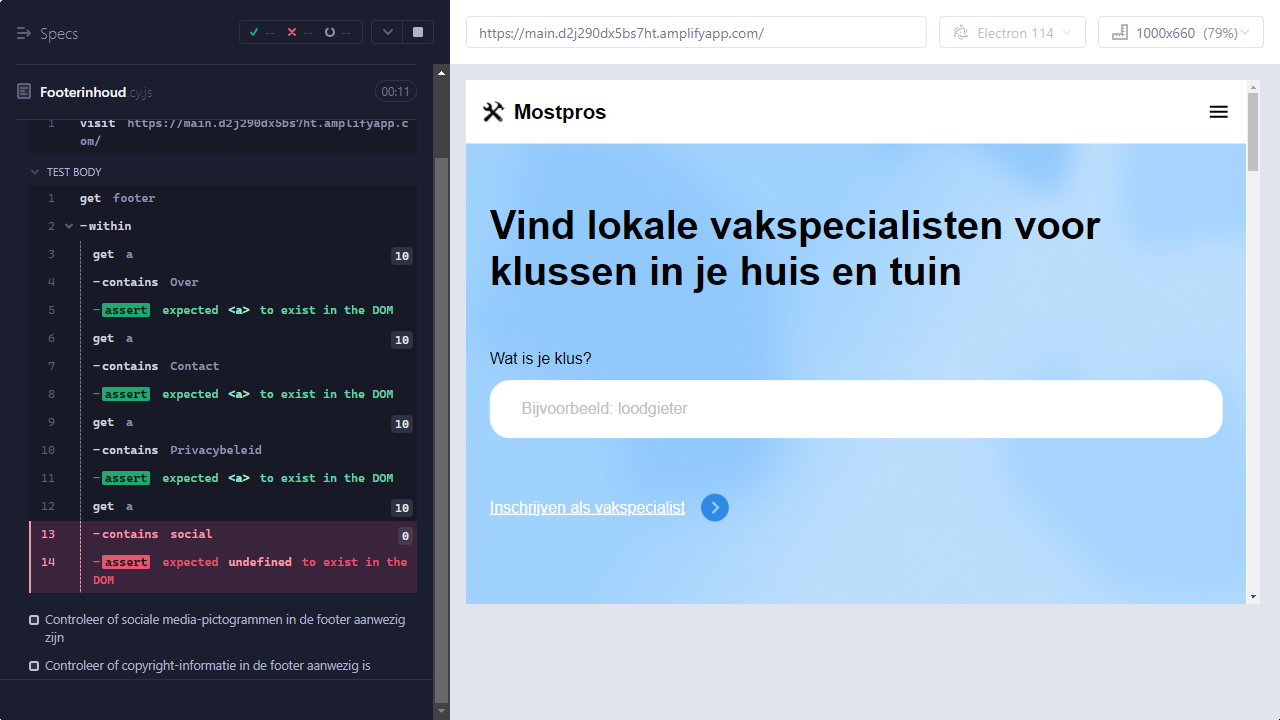 Specs
-- -- --
Footerinhoud.cy.js
00:11
1 visit https://main.d2j290dx5bs7ht.amplifyapp.c
om/
TEST BODY
1 get footer
2 -within
3 get a 10
4 -contains Over
5 -assert expected <a> to exist in the DOM
6 get a 10
7 -contains Contact
8 -assert expected <a> to exist in the DOM
9 get a 10
10 -contains Privacybeleid
11 -assert expected <a> to exist in the DOM
12 get a 10
13 -contains social 0
14 -assert expected undefined to exist in the
DOM
Controleer of sociale media-pictogrammen in de footer aanwezig
zijn
Controleer of copyright-informatie in de footer aanwezig is
https://main.d2j290dx5bs7ht.amplifyapp.com/
Electron 114
1000x660 (79%)
Mostpros
Vind lokale vakspecialisten voor
klussen in je huis en tuin
Wat is je klus?
Bijvoorbeeld: loodgieter
Inschrijven als vakspecialist